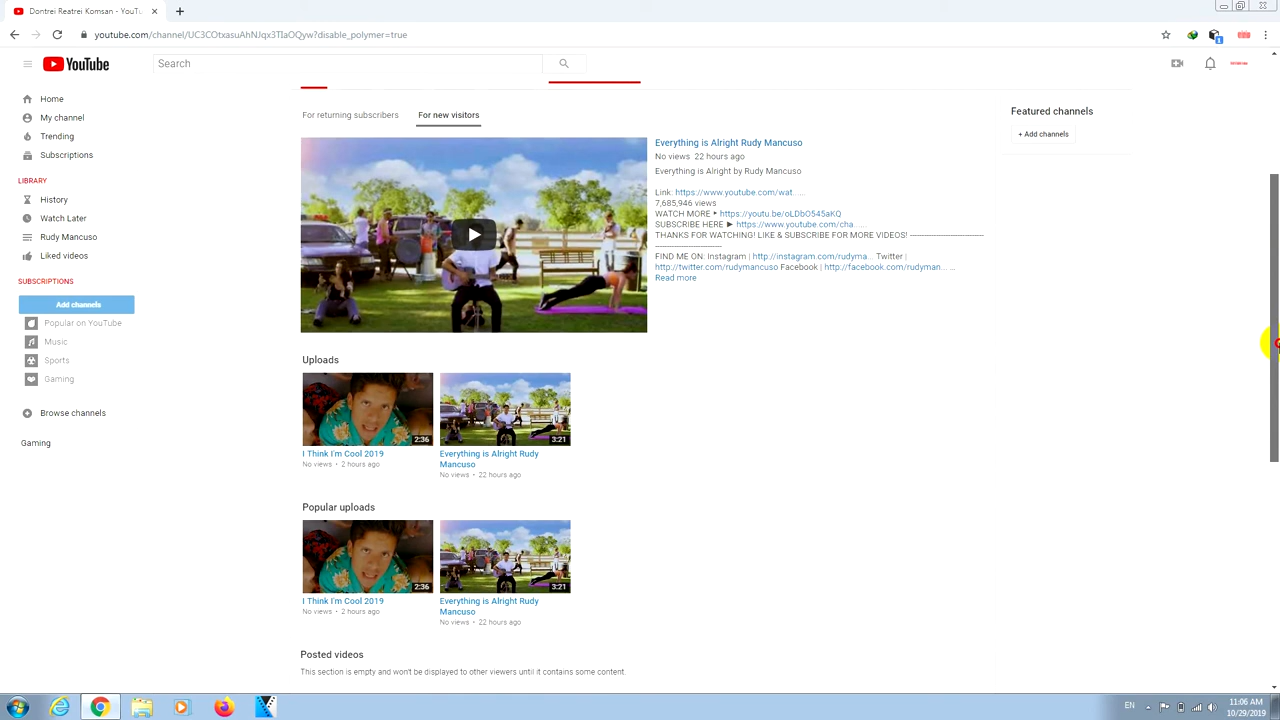 Dontrei Reatrei Komsan - YouTu
youtube.com/channel/UC3COtxasuAhNJqx3TIaOQyw?disable_polymer=true
1
YouTube
Search
Home
My channel
Trending
Subscriptions
LIBRARY
History
Watch Later
Rudy Mancuso
Liked videos
SUBSCRIPTIONS
Add channels
Popular on YouTube
Music
Sports
Gaming
Browse channels
Gaming
For returning subscribers
For new visitors
Everything is Alright Rudy Mancuso
No views 22 hours ago
Everything is Alright by Rudy Mancuso
Link: https://www.youtube.com/wat......
7,685,946 views
WATCH MORE ‣ https://youtu.be/oLDbO545aKQ
SUBSCRIBE HERE ► https://www.youtube.com/cha......
THANKS FOR WATCHING! LIKE & SUBSCRIBE FOR MORE VIDEOS! ----------------------------
-------------------------
FIND ME ON: Instagram | http://instagram.com/rudyma... Twitter |
http://twitter.com/rudymancuso Facebook | http://facebook.com/rudyman... ...
Read more
Featured channels
+ Add channels
Uploads
2:36
3:21
I Think I'm Cool 2019
No views • 2 hours ago
Everything is Alright Rudy
Mancuso
No views • 22 hours ago
Popular uploads
2:36
3:21
I Think I'm Cool 2019
No views • 2 hours ago
Everything is Alright Rudy
Mancuso
No views • 22 hours ago
Posted videos
This section is empty and won't be displayed to other viewers until it contains some content.
EN
11:06 AM
10/29/2019